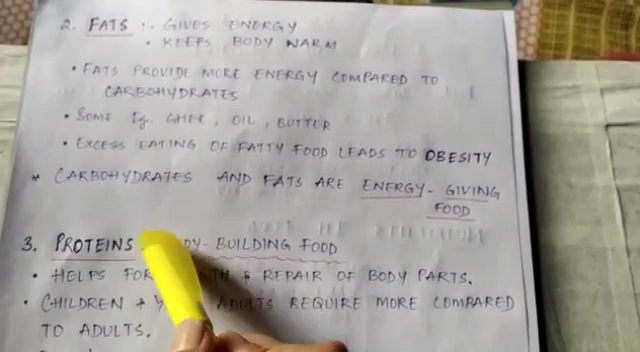 2. FATS :. GIVES ENERGY
• KEEPS BODY WARM
• FATS PROVIDE MORE ENERGY COMPARED TO
CARBOHYDRATES
• SOME Eg. GHEE, OIL, BUTTER
• EXCESS EATING OF FATTY FOOD LEADS TO OBESITY
* CARBOHYDRATES AND FATS ARE ENERGY-GIVING
FOOD
3. PROTEINS - BUILDING FOOD
• HELPS FOR + REPAIR OF BODY PARTS.
• CHILDREN + ADULTS REQUIRE MORE COMPARED
TO ADULTS.